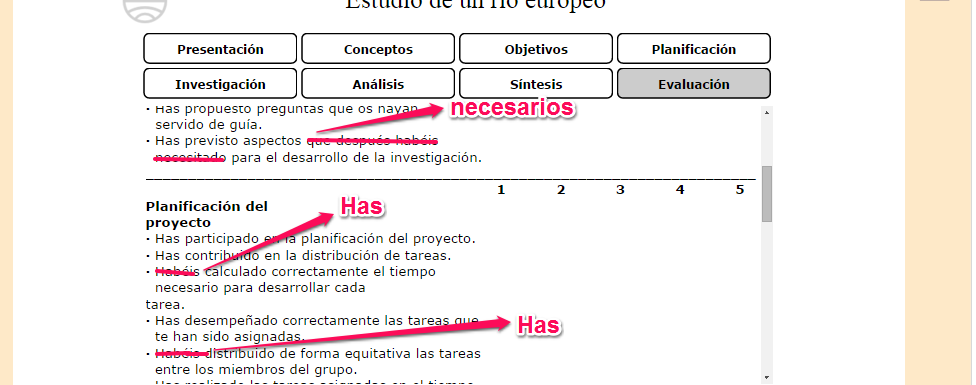 Estudio de un río europeo
Presentación Conceptos Objetivos Planificación
Investigación Análisis Síntesis Evaluación
necesarios
· Has propuesto preguntas que os hayan
servido de guía.
· Has previsto aspectos que después habéis
necesitado para el desarrollo de la investigación.
1 2 3 4 5
Planificación del
proyecto
Has
· Has participado en la planificación del proyecto.
· Has contribuido en la distribución de tareas.
· Habéis calculado correctamente el tiempo
necesario para desarrollar cada
tarea.
· Has desempeñado correctamente las tareas que
te han sido asignadas.
Has
· Habéis distribuido de forma equitativa las tareas
entre los miembros del grupo.
· Has realizado las tareas asignadas en el tiempo